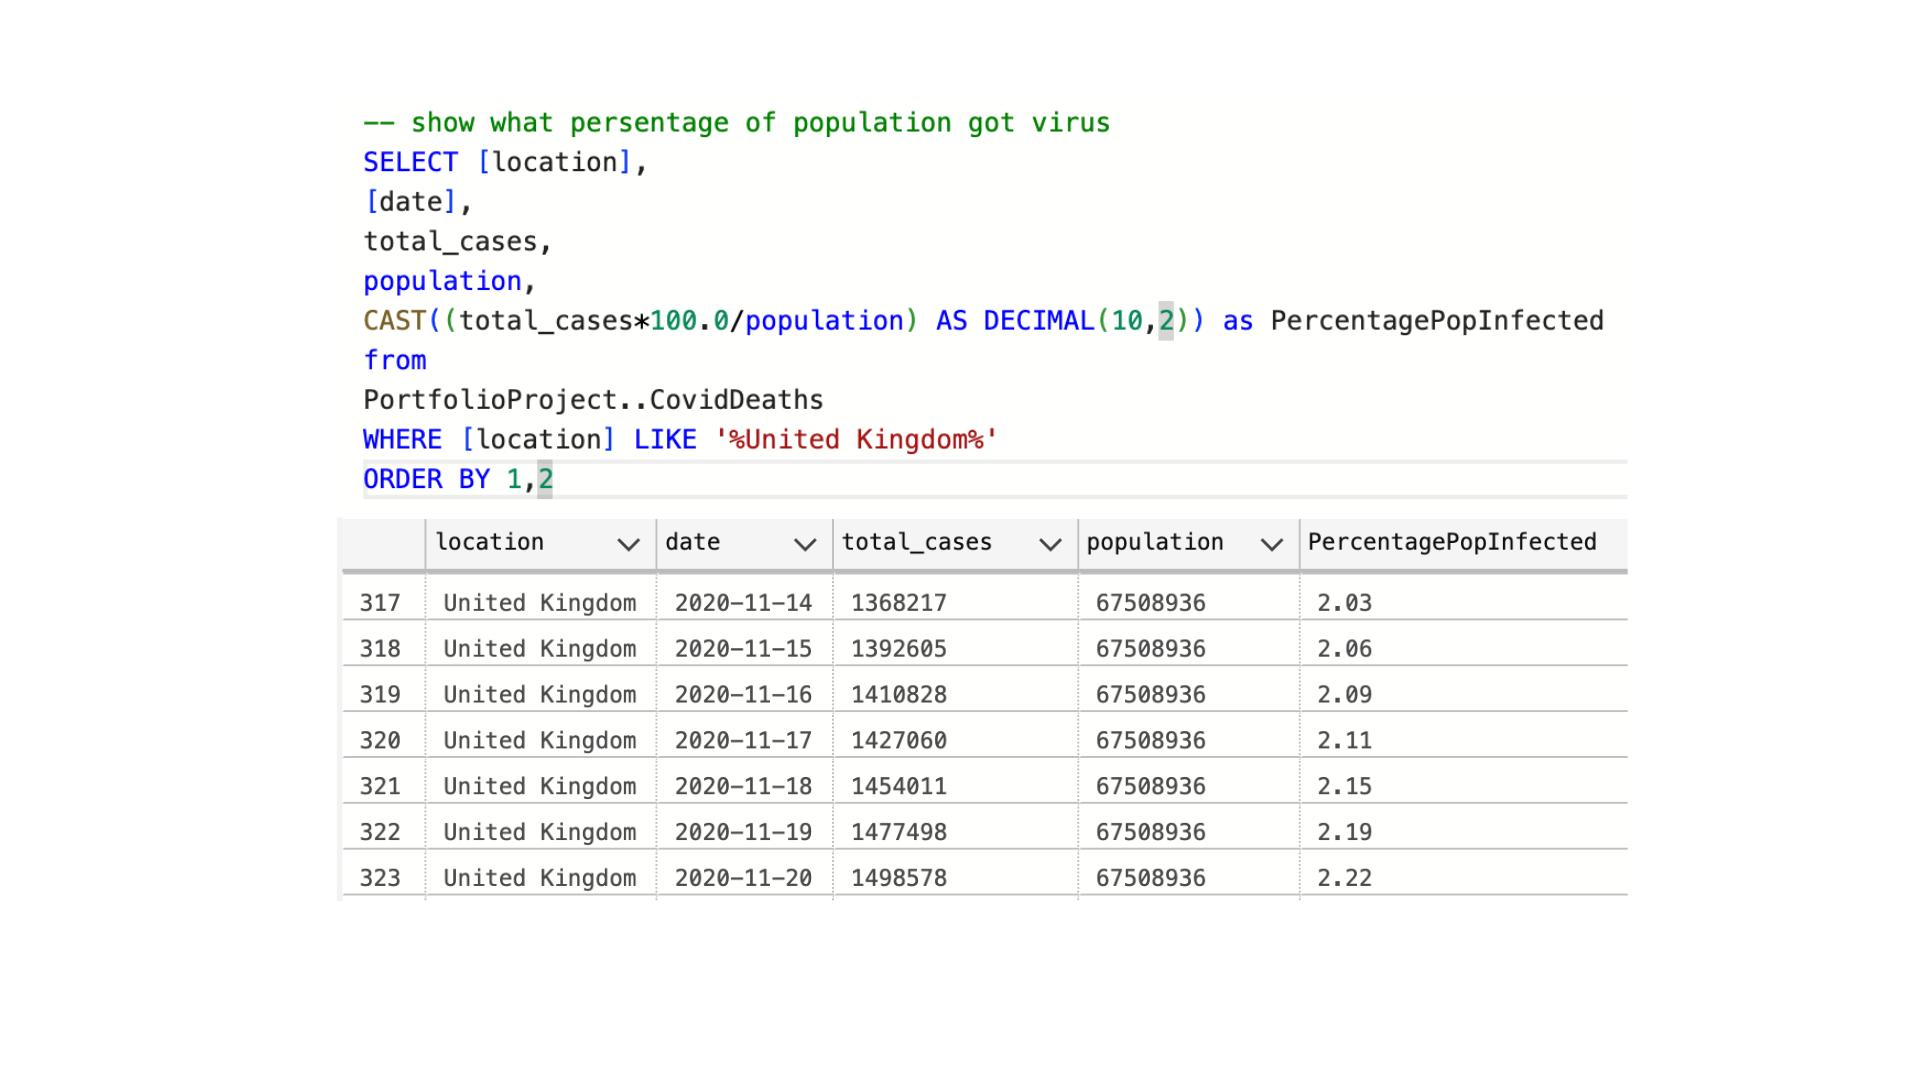 -- show what persentage of population got virus
SELECT [location],
[date],
total_cases,
population,
CAST((total_cases*100.0/population) AS DECIMAL(10,2)) as PercentagePopInfected
from
PortfolioProject..CovidDeaths
WHERE [location] LIKE '%United Kingdom%'
ORDER BY 1,2
location date total_cases population PercentagePopInfected
317 United Kingdom 2020-11-14 1368217 67508936 2.03
318 United Kingdom 2020-11-15 1392605 67508936 2.06
319 United Kingdom 2020-11-16 1410828 67508936 2.09
320 United Kingdom 2020-11-17 1427060 67508936 2.11
321 United Kingdom 2020-11-18 1454011 67508936 2.15
322 United Kingdom 2020-11-19 1477498 67508936 2.19
323 United Kingdom 2020-11-20 1498578 67508936 2.22